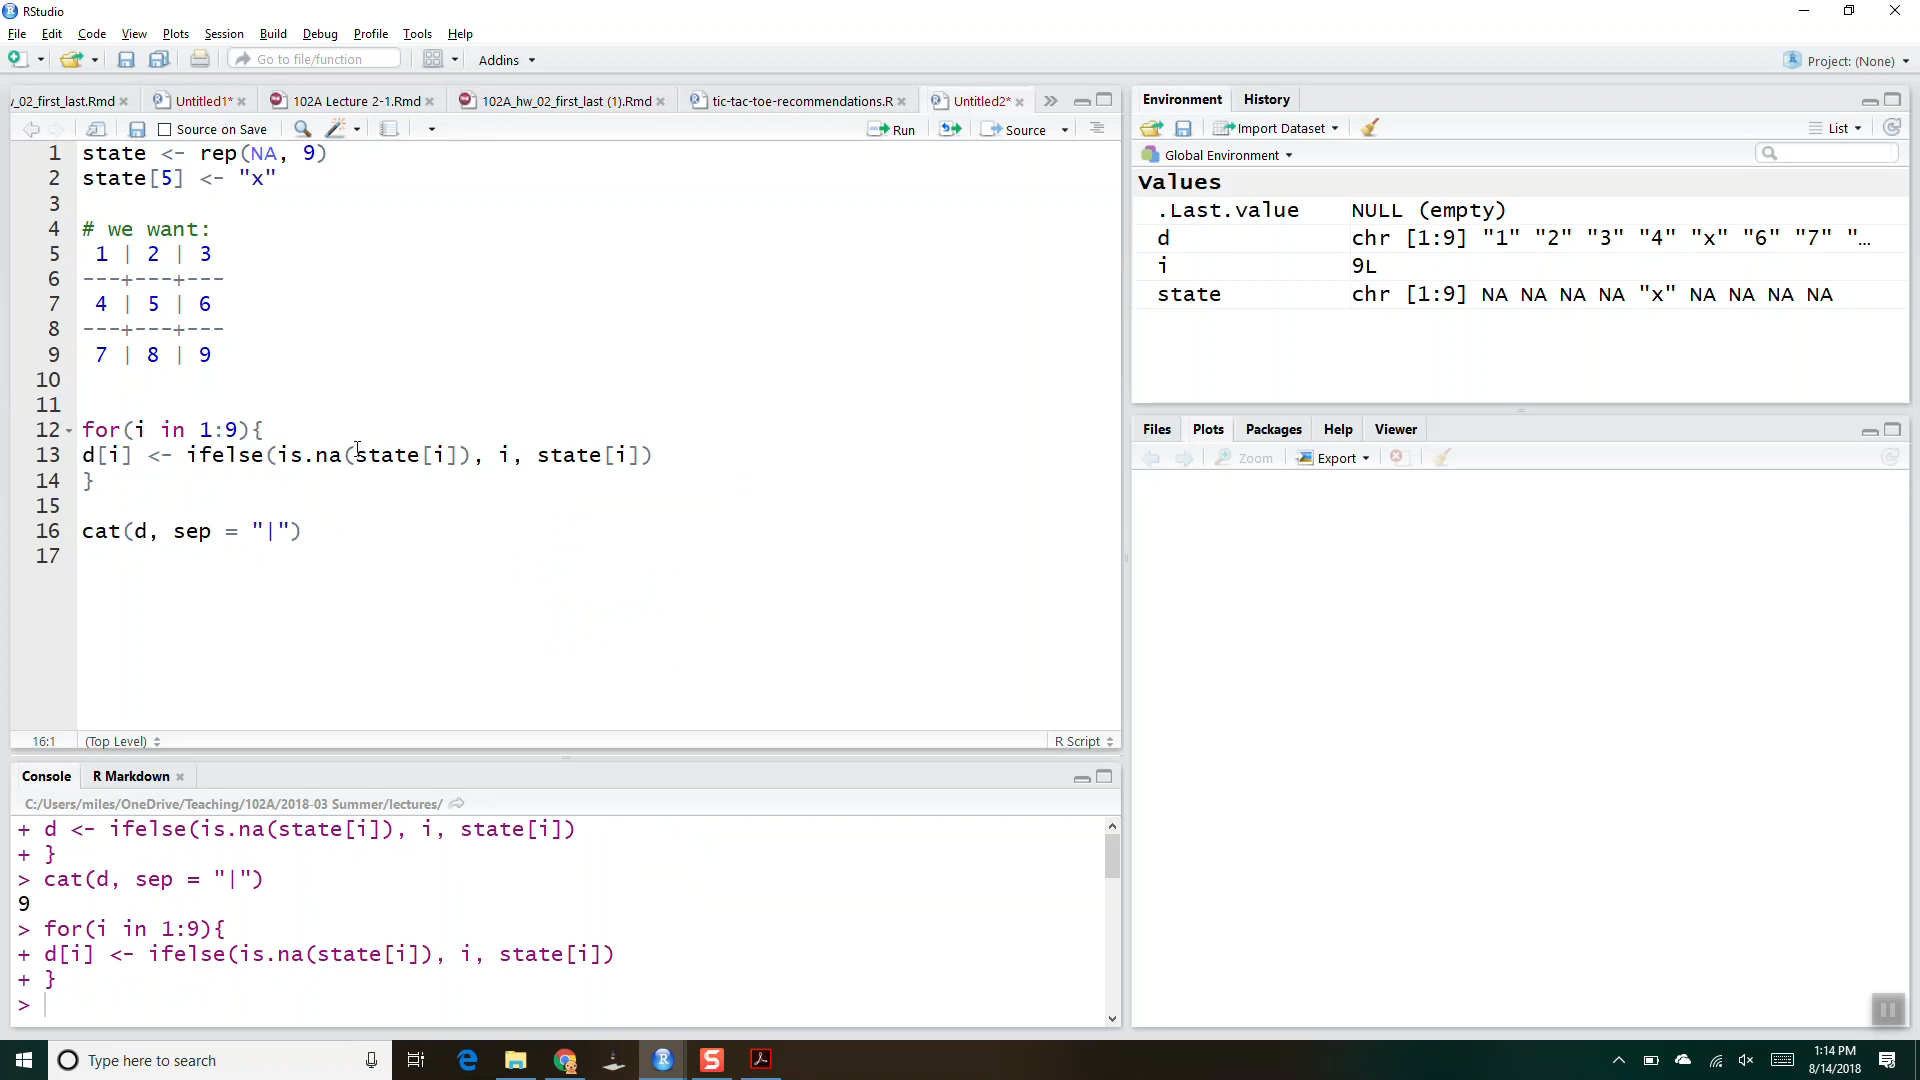 RStudio
File Edit Code View Plots Session Build Debug Profile Tools Help
Go to file/function Addins Project: (None)
_02_first_last.Rmd Untitled1* 102A Lecture 2-1.Rmd 102A_hw_02_first_last (1).Rmd tic-tac-toe-recommendations.R Untitled2*
Source on Save Run Source
1 state <- rep(NA, 9)
2 state[5] <- "x"
3
4 # we want:
5 1 | 2 | 3
6 ---+---+---
7 4 | 5 | 6
8 ---+---+---
9 7 | 8 | 9
10
11
12 for(i in 1:9){
13 d[i] <- ifelse(is.na(state[i]), i, state[i])
14 }
15
16 cat(d, sep = "|")
17
16:1 (Top Level) R Script
Console R Markdown
C:/Users/miles/OneDrive/Teaching/102A/2018-03 Summer/lectures/
+ d <- ifelse(is.na(state[i]), i, state[i])
+ }
> cat(d, sep = "|")
9
> for(i in 1:9){
+ d[i] <- ifelse(is.na(state[i]), i, state[i])
+ }
>
Environment History
Import Dataset List
Global Environment
Values
.Last.value NULL (empty)
d chr [1:9] "1" "2" "3" "4" "x" "6" "7" "…
i 9L
state chr [1:9] NA NA NA NA "x" NA NA NA NA
Files Plots Packages Help Viewer
Zoom Export
Type here to search
1:14 PM
8/14/2018